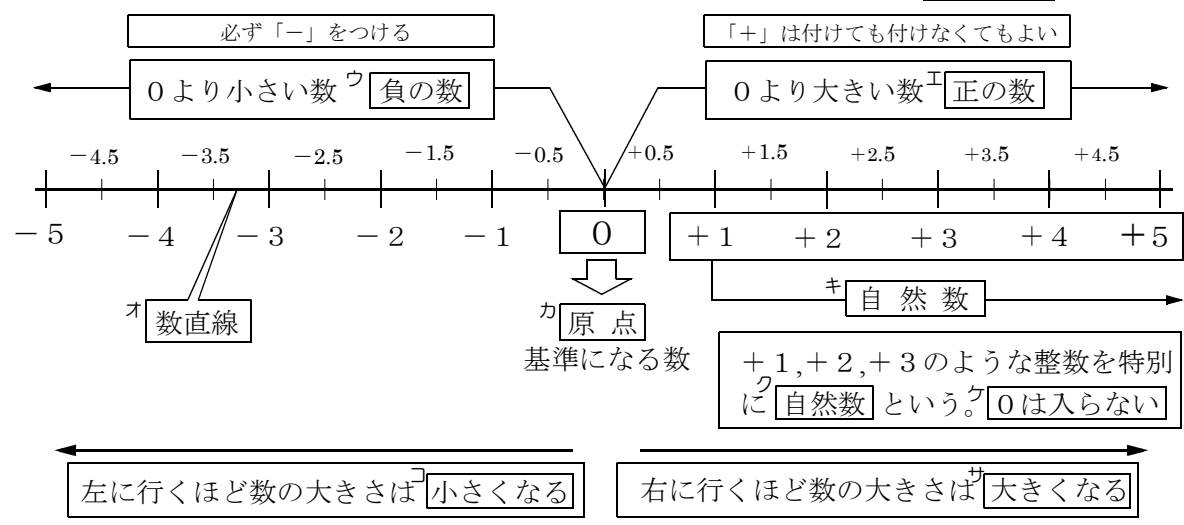 必ず「－」をつける
「＋」は付けても付けなくてもよい
０より小さい数 ウ 負の数
０より大きい数 エ 正の数
－4.5 －3.5 －2.5 －1.5 －0.5 ＋0.5 ＋1.5 ＋2.5 ＋3.5 ＋4.5
－５ －４ －３ －２ －１ ０ ＋１ ＋２ ＋３ ＋４ ＋５
オ 数直線
カ 原 点
基準になる数
キ 自 然 数
＋１,＋２,＋３のような整数を特別
に ク 自然数 という。ケ ０は入らない
左に行くほど数の大きさは コ 小さくなる
右に行くほど数の大きさは サ 大きくなる